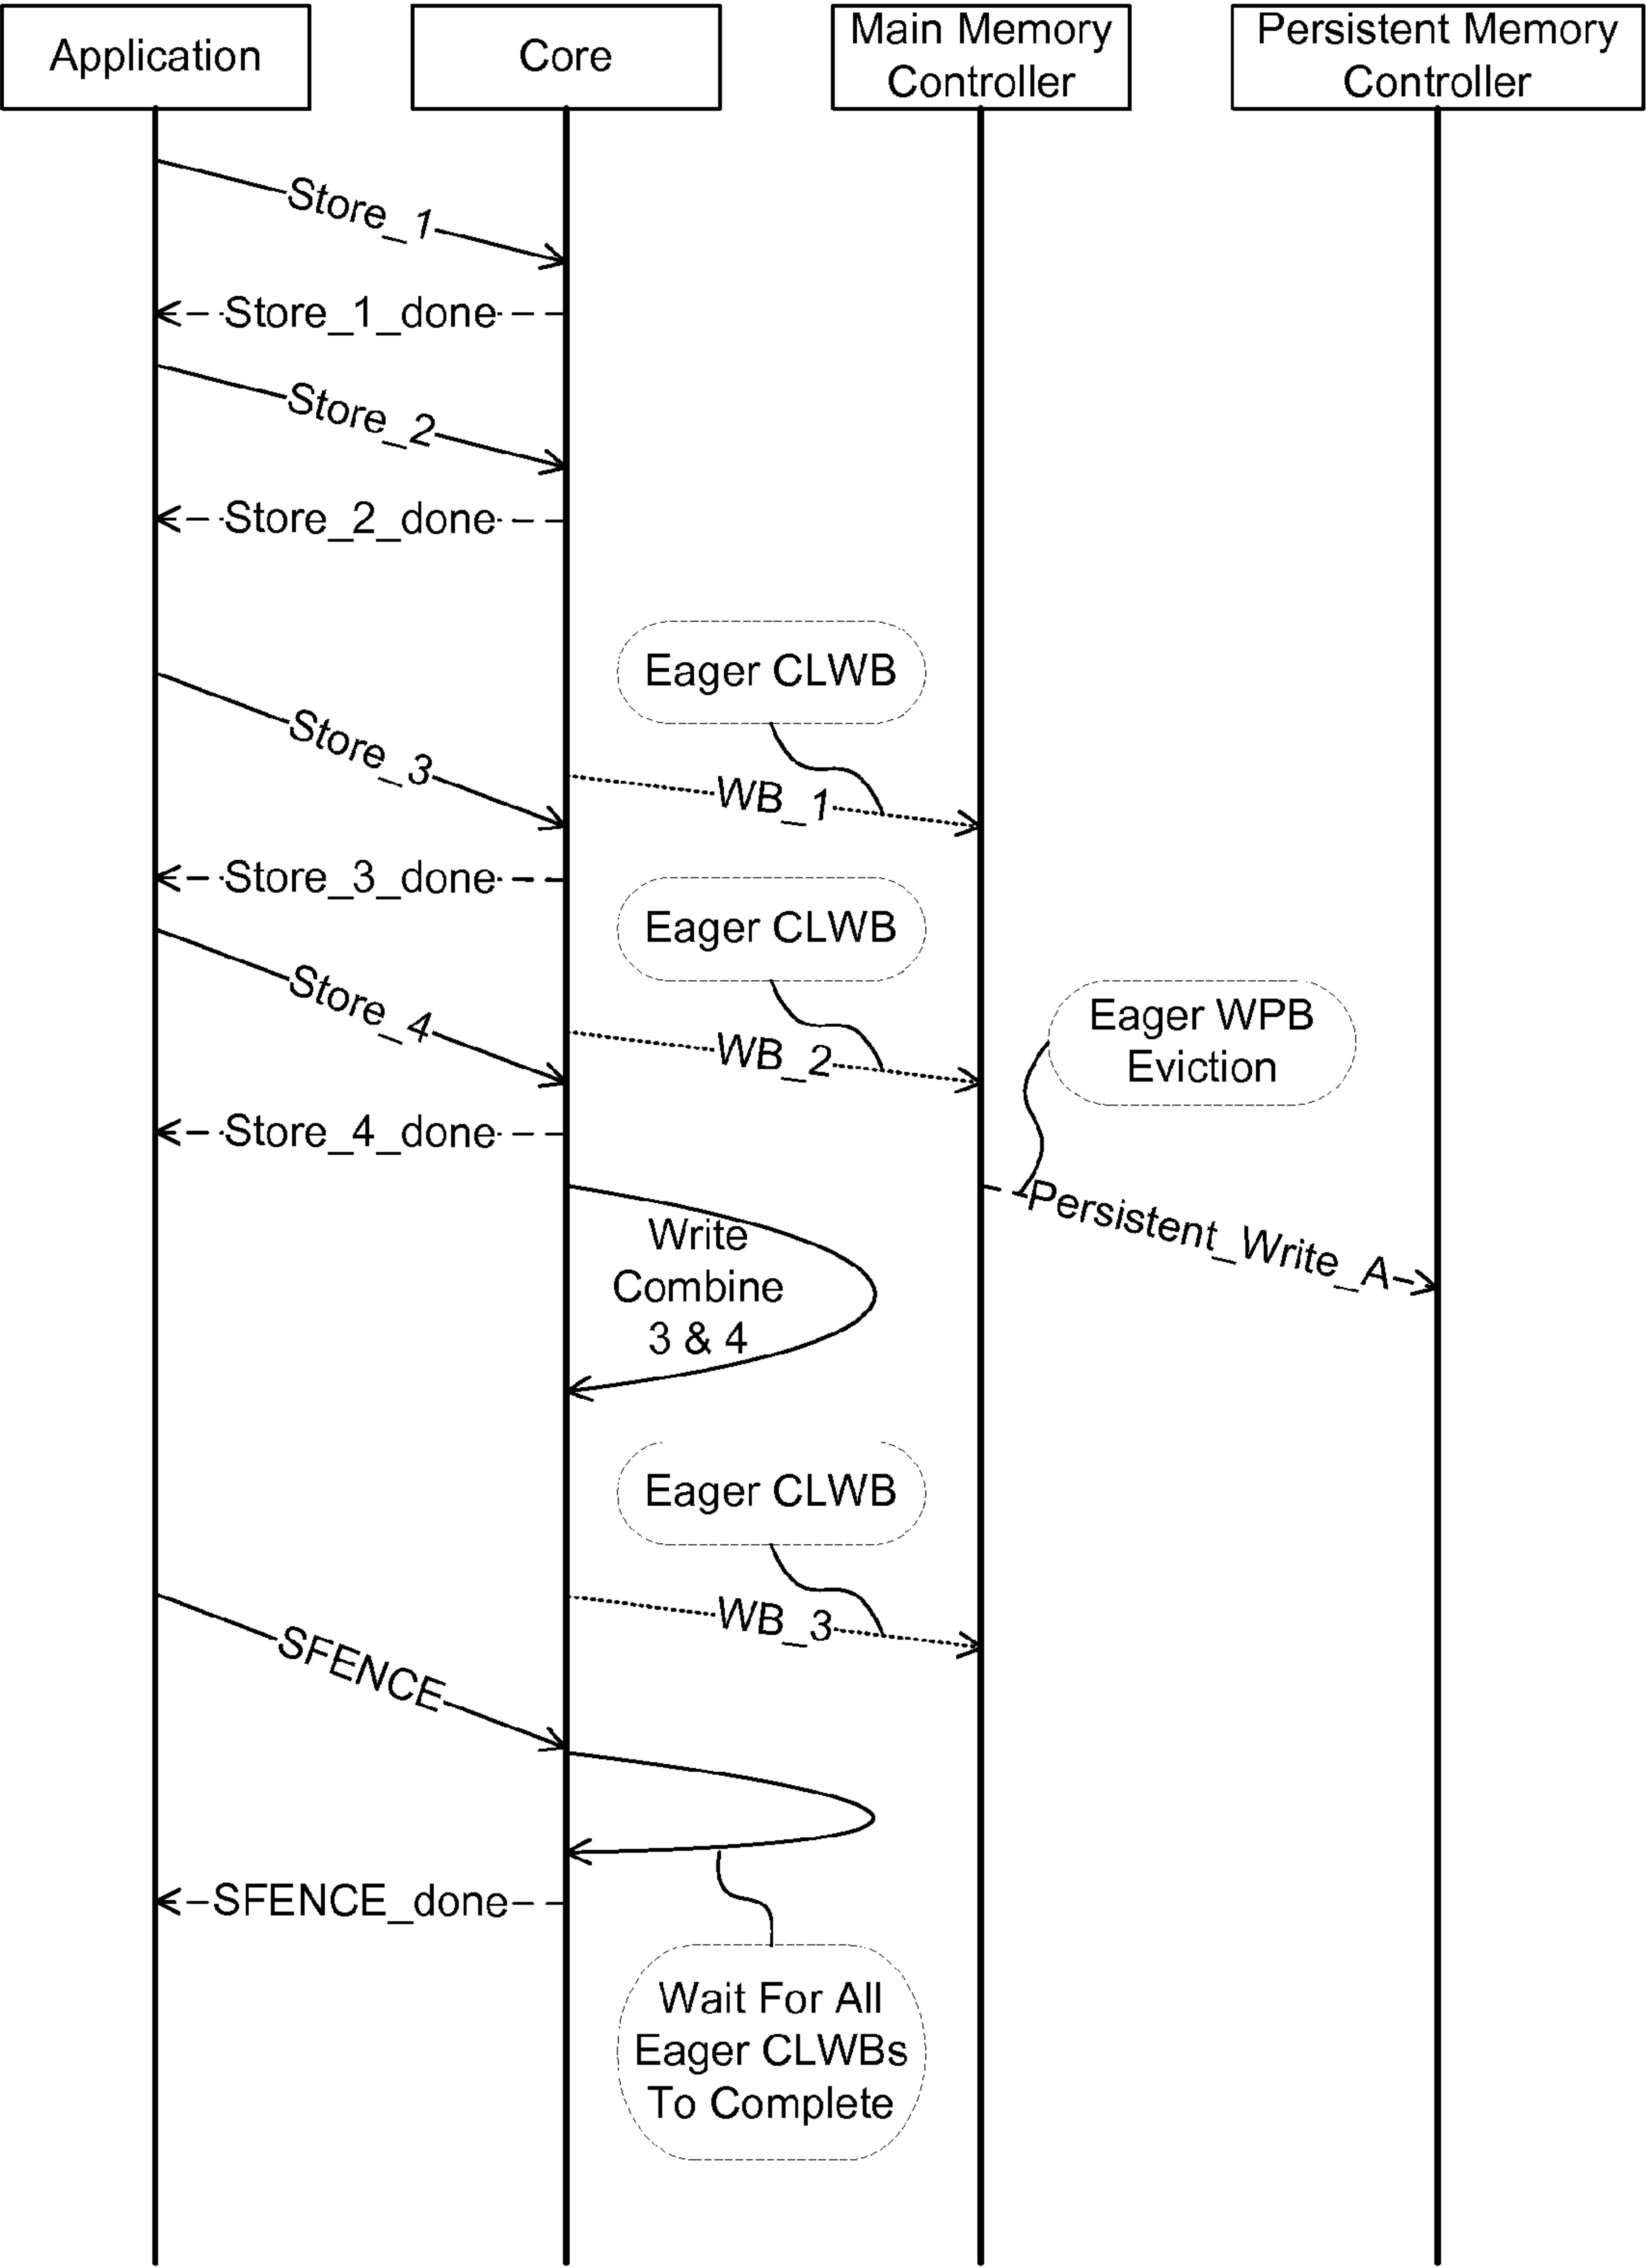 Application
Core
Main Memory
Controller
Persistent Memory
Controller
Store_1
Store_1_done
Store_2
Store_2_done
Eager CLWB
Store_3
WB_1
Store_3_done
Eager CLWB
Store_4
WB_2
Eager WPB
Eviction
Store_4_done
Persistent_Write_A
Write
Combine
3 & 4
Eager CLWB
WB_3
SFENCE
SFENCE_done
Wait For All
Eager CLWBs
To Complete